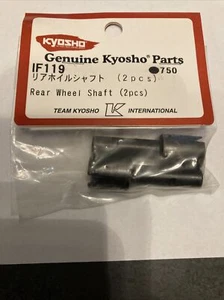 KYOSHO
Genuine Kyosho® Parts
IF119 ●750
リアホイルシャフト (2pcs)
Rear Wheel Shaft (2pcs)
TEAM KYOSHO K INTERNATIONAL